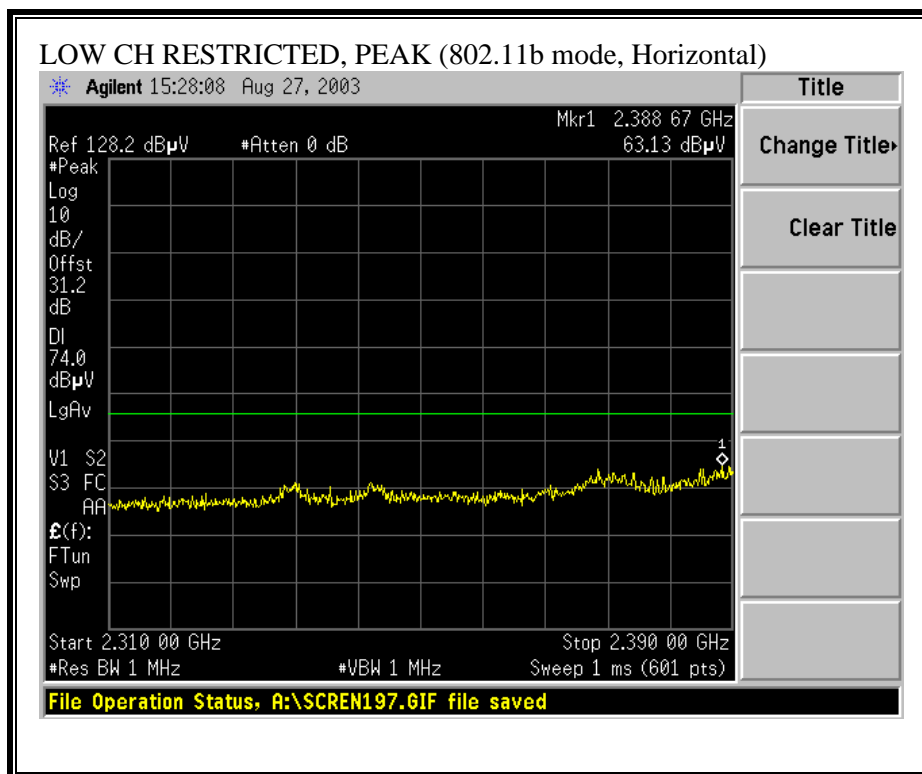 LOW CH RESTRICTED, PEAK (802.11b mode, Horizontal)
Agilent 15:28:08 Aug 27, 2003
Title
Mkr1 2.388 67 GHz
Ref 128.2 dBµV #Atten 0 dB 63.13 dBµV
Change Title
#Peak
Log
10
dB/
Offst
31.2
dB
DI
74.0
dBµV
LgAv
Clear Title
1
V1 S2
S3 FC
AA
£(f):
FTun
Swp
Start 2.310 00 GHz Stop 2.390 00 GHz
#Res BW 1 MHz #VBW 1 MHz Sweep 1 ms (601 pts)
File Operation Status, A:\SCREN197.GIF file saved